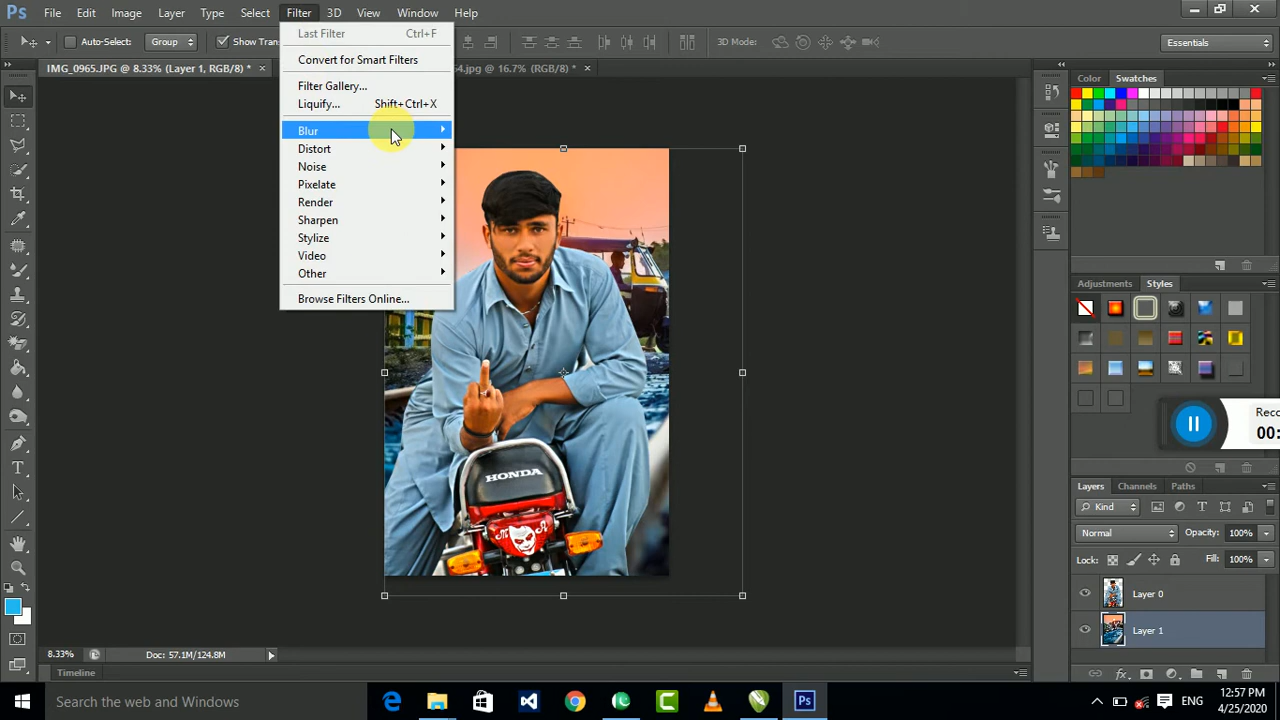 Ps File Edit Image Layer Type Select Filter 3D View Window Help
Auto-Select: Group Show Tran 3D Mode: Essentials
IMG_0965.JPG @ 8.33% (Layer 1, RGB/8) * × 64.jpg @ 16.7% (RGB/8) * ×
Last Filter Ctrl+F
Convert for Smart Filters
Filter Gallery...
Liquify... Shift+Ctrl+X
Blur
Distort
Noise
Pixelate
Render
Sharpen
Stylize
Video
Other
Browse Filters Online...
Color Swatches
Adjustments Styles
HONDA
M A
Reco
00:
Layers Channels Paths
Kind
Normal Opacity: 100%
Lock: Fill: 100%
Layer 0
Layer 1
8.33% Doc: 57.1M/124.8M
Timeline
Search the web and Windows
Ps
ENG
12:57 PM
4/25/2020